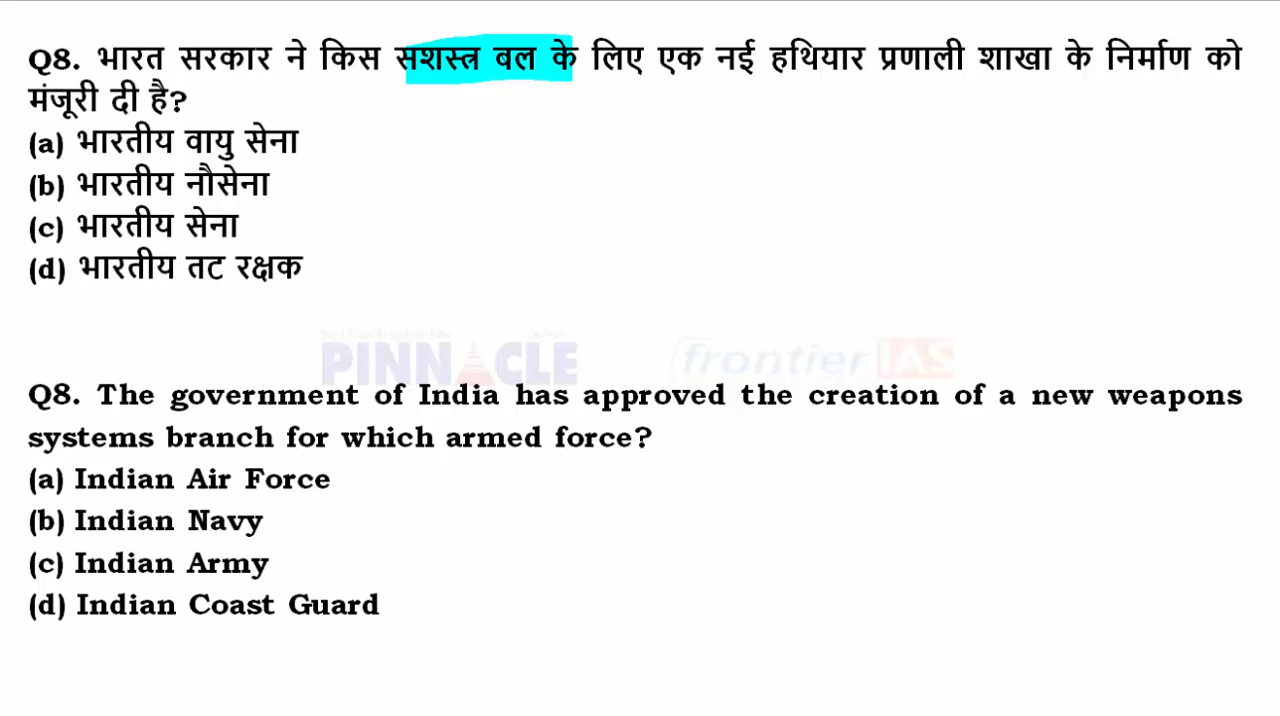 Q8. भारत सरकार ने किस सशस्त्र बल के लिए एक नई हथियार प्रणाली शाखा के निर्माण को
मंजूरी दी है?
(a) भारतीय वायु सेना
(b) भारतीय नौसेना
(c) भारतीय सेना
(d) भारतीय तट रक्षक
PINNACLE frontier IAS
Q8. The government of India has approved the creation of a new weapons
systems branch for which armed force?
(a) Indian Air Force
(b) Indian Navy
(c) Indian Army
(d) Indian Coast Guard